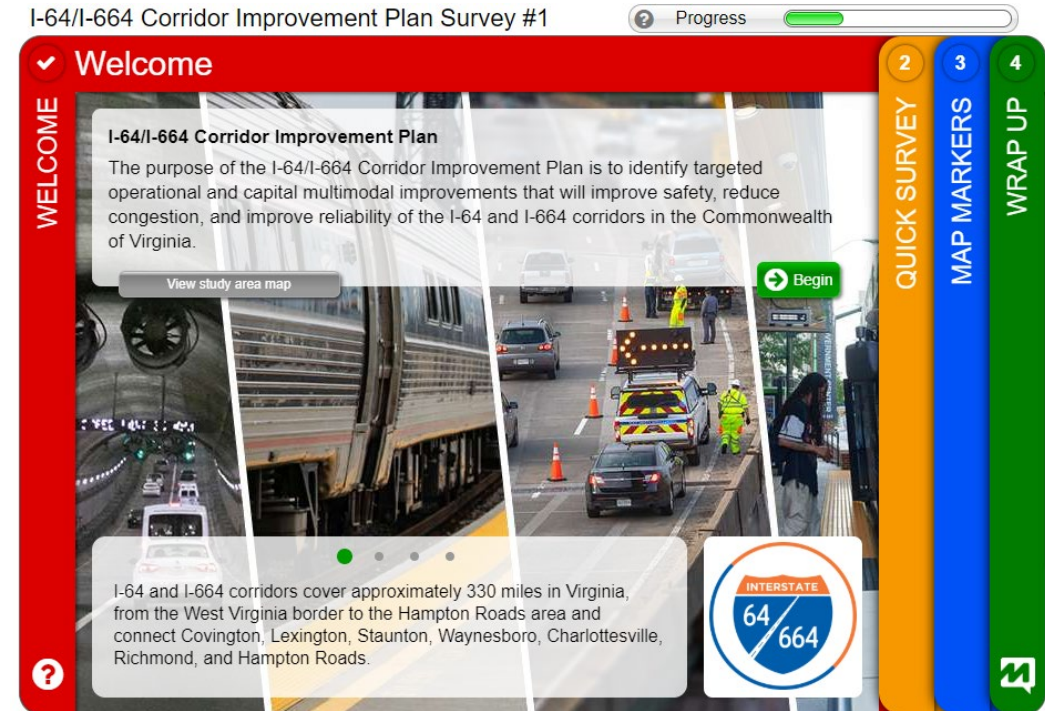 I-64/I-664 Corridor Improvement Plan Survey #1
Progress
Welcome
WELCOME
I-64/I-664 Corridor Improvement Plan
The purpose of the I-64/I-664 Corridor Improvement Plan is to identify targeted
operational and capital multimodal improvements that will improve safety, reduce
congestion, and improve reliability of the I-64 and I-664 corridors in the Commonwealth
of Virginia.
View study area map
Begin
I-64 and I-664 corridors cover approximately 330 miles in Virginia,
from the West Virginia border to the Hampton Roads area and
connect Covington, Lexington, Staunton, Waynesboro, Charlottesville,
Richmond, and Hampton Roads.
INTERSTATE
64/664
2
QUICK SURVEY
3
MAP MARKERS
4
WRAP UP